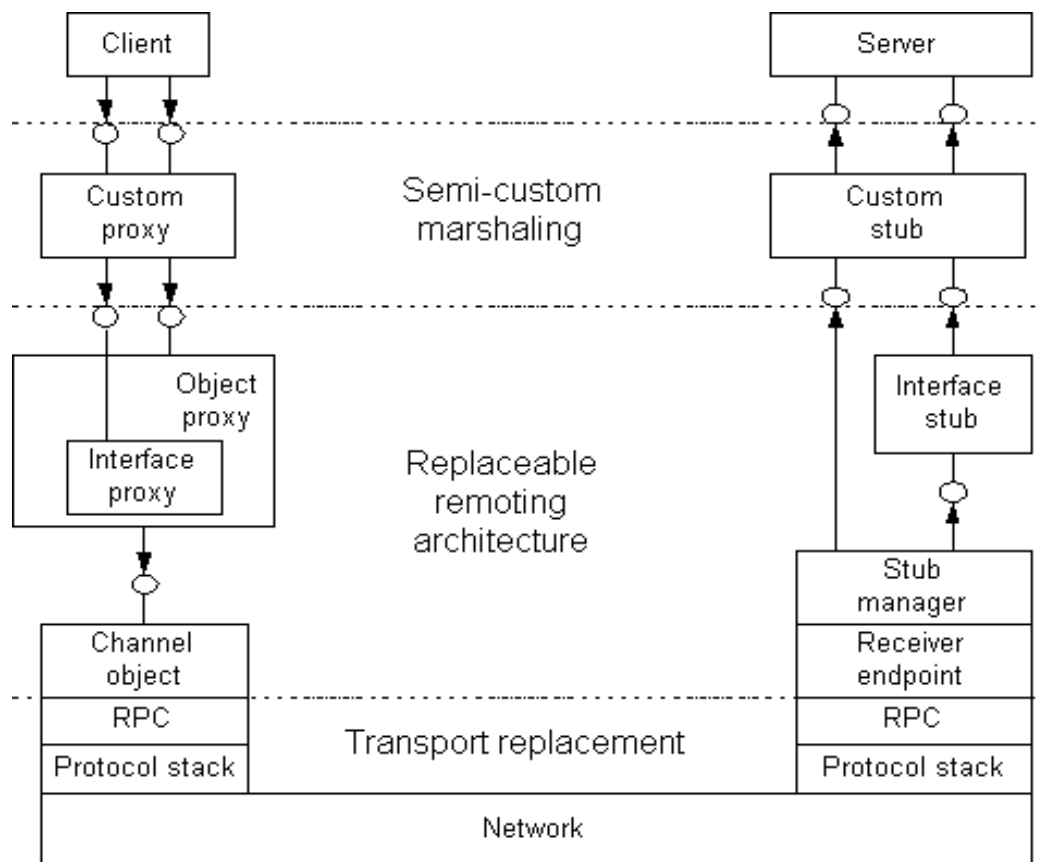 Client
Server
Custom
proxy
Semi-custom
marshaling
Custom
stub
Object
proxy
Interface
proxy
Replaceable
remoting
architecture
Interface
stub
Stub
manager
Channel
object
Receiver
endpoint
RPC
Transport replacement
RPC
Protocol stack
Protocol stack
Network